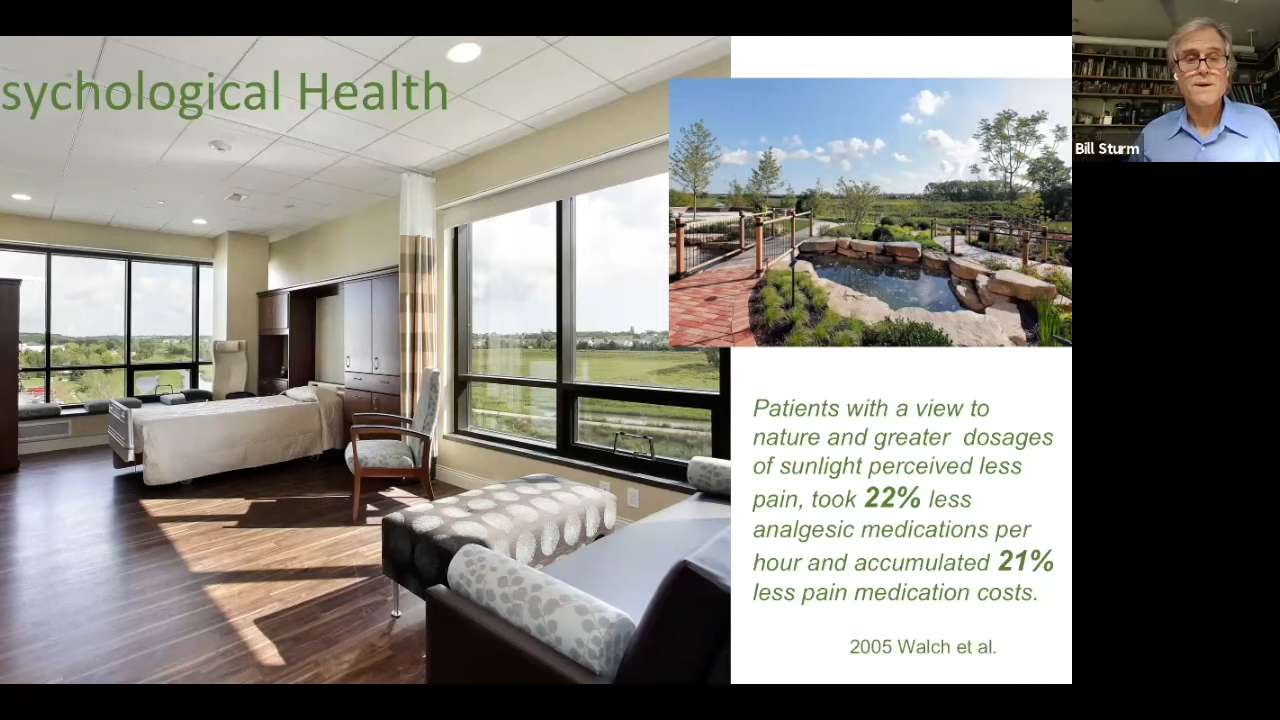 sychological Health
Bill Sturm
Patients with a view to
nature and greater  dosages
of sunlight perceived less
pain, took 22% less
analgesic medications per
hour and accumulated 21%
less pain medication costs.
2005 Walch et al.